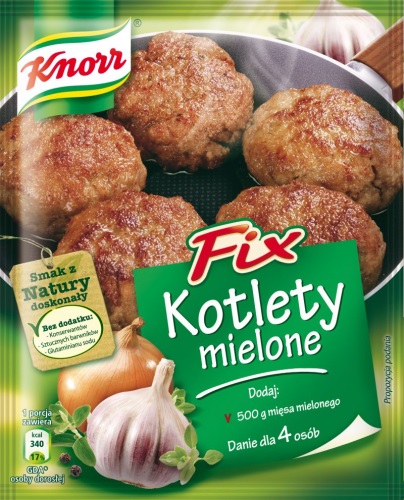 Knorr
Smak z
Natury
doskonały
Bez dodatku:
- Konserwantów
- Sztucznych barwników
- Glutaminianu sodu
Fix
Kotlety
mielone
Dodaj:
500 g mięsa mielonego
Danie dla 4 osób
Propozycja podania
1 porcja
zawiera
kcal
340
17%
GDA*
osoby dorosłej